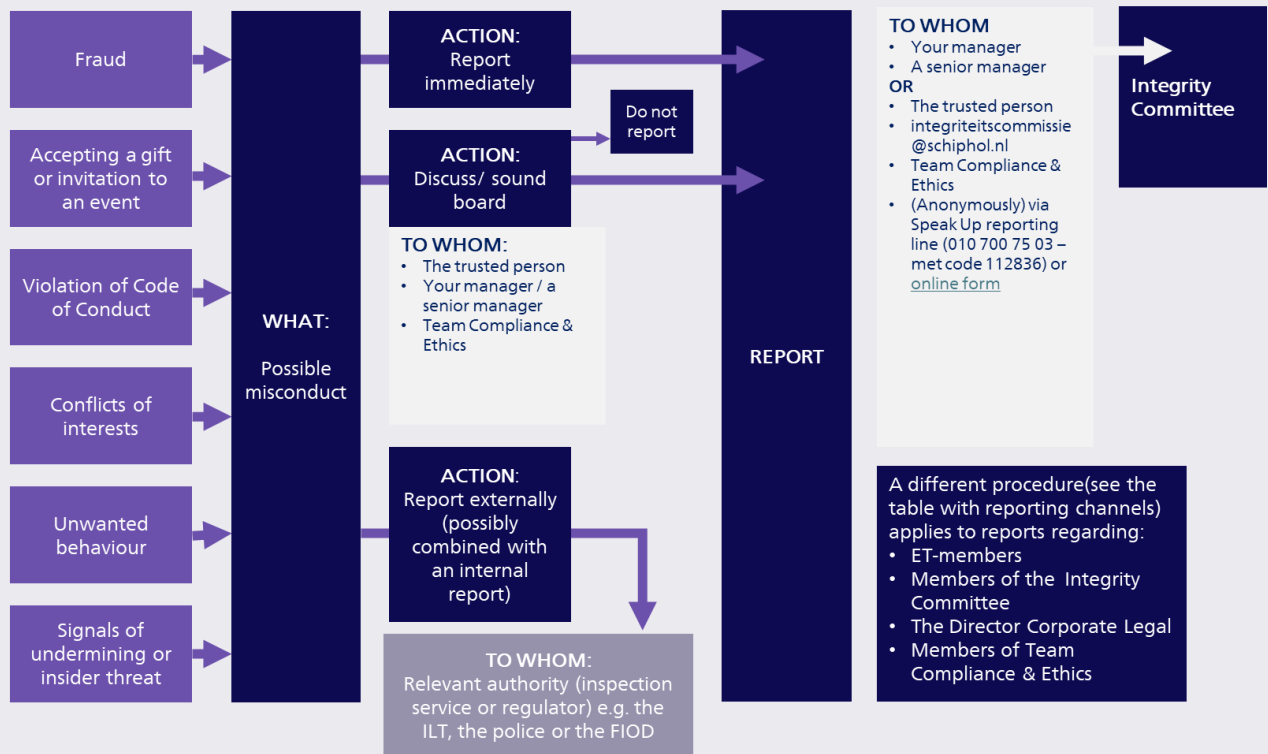 Fraud
Accepting a gift
or invitation to
an event
Violation of Code
of Conduct
Conflicts of
interests
Unwanted
behaviour
Signals of
undermining or
insider threat
WHAT:
Possible
misconduct
ACTION:
Report
immediately
Do not
report
ACTION:
Discuss/ sound
board
TO WHOM:
• The trusted person
• Your manager / a
senior manager
• Team Compliance &
Ethics
ACTION:
Report externally
(possibly
combined with
an internal
report)
TO WHOM:
Relevant authority (inspection
service or regulator) e.g. the
ILT, the police or the FIOD
REPORT
TO WHOM
• Your manager
• A senior manager
OR
• The trusted person
• integriteitscommissie
@schiphol.nl
• Team Compliance &
Ethics
• (Anonymously) via
Speak Up reporting
line (010 700 75 03 –
met code 112836) or
online form
Integrity
Committee
A different procedure(see the
table with reporting channels)
applies to reports regarding:
• ET-members
• Members of the Integrity
Committee
• The Director Corporate Legal
• Members of Team
Compliance & Ethics